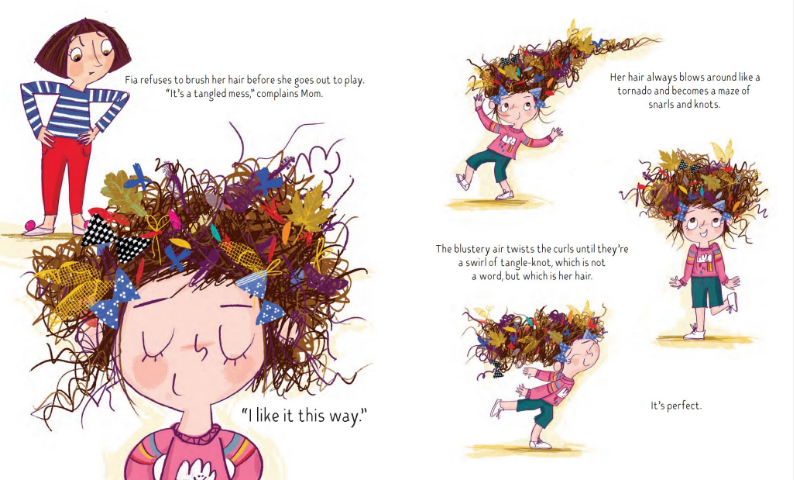 Fia refuses to brush her hair before she goes out to play.
"It's a tangled mess," complains Mom.
"I like it this way."
Her hair always blows around like a
tornado and becomes a maze of
snarls and knots.
The blustery air twists the curls until they're
a swirl of tangle-knot, which is not
a word, but which is her hair.
It's perfect.